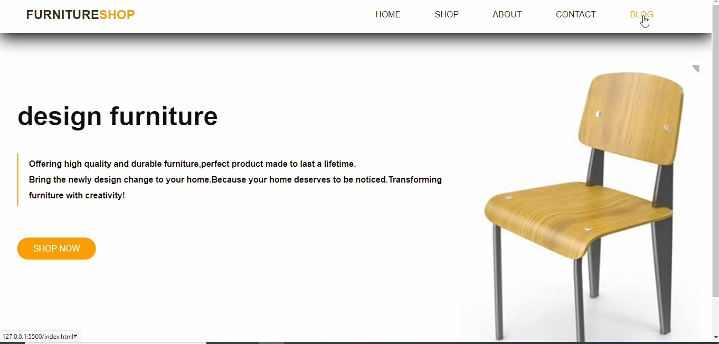 FURNITURESHOP
HOME SHOP ABOUT CONTACT BLOG
design furniture
Offering high quality and durable furniture,perfect product made to last a lifetime.
Bring the newly design change to your home.Because your home deserves to be noticed.Transforming
furniture with creativity!
SHOP NOW
127.0.0.1:5500/index.html#